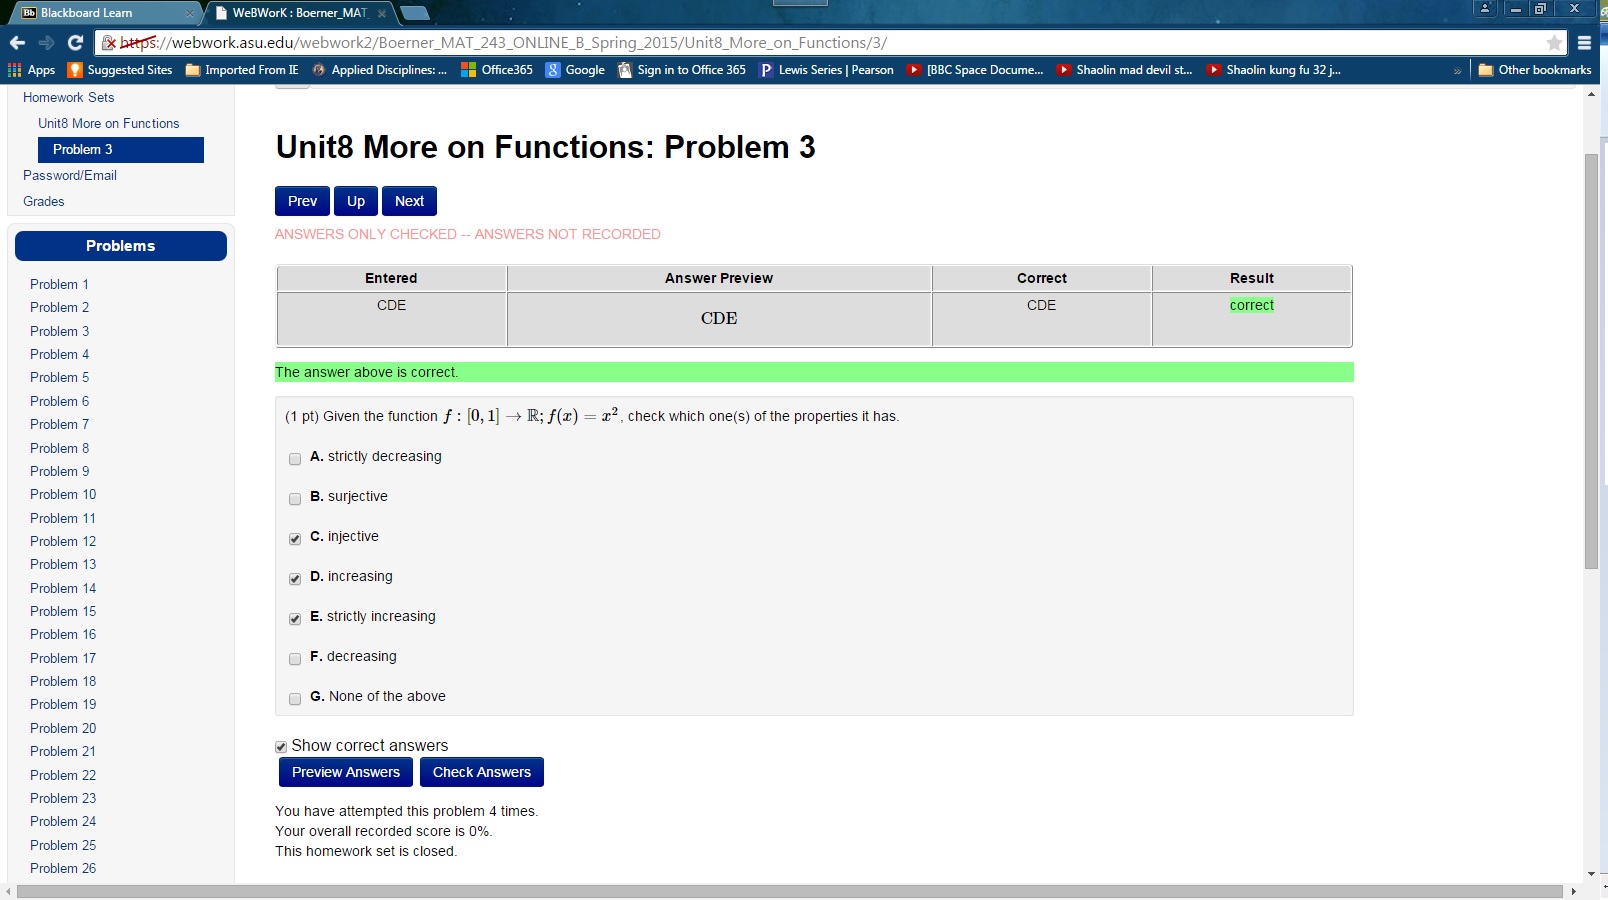 Blackboard Learn
WeBWorK : Boerner_MAT_
https://webwork.asu.edu/webwork2/Boerner_MAT_243_ONLINE_B_Spring_2015/Unit8_More_on_Functions/3/
Apps Suggested Sites Imported From IE Applied Disciplines: ... Office365 Google Sign in to Office 365 Lewis Series | Pearson [BBC Space Docume... Shaolin mad devil st... Shaolin kung fu 32 j... » Other bookmarks
Homework Sets
Unit8 More on Functions
Problem 3
Password/Email
Grades
Problems
Problem 1
Problem 2
Problem 3
Problem 4
Problem 5
Problem 6
Problem 7
Problem 8
Problem 9
Problem 10
Problem 11
Problem 12
Problem 13
Problem 14
Problem 15
Problem 16
Problem 17
Problem 18
Problem 19
Problem 20
Problem 21
Problem 22
Problem 23
Problem 24
Problem 25
Problem 26
Unit8 More on Functions: Problem 3
Prev Up Next
ANSWERS ONLY CHECKED -- ANSWERS NOT RECORDED
Entered Answer Preview Correct Result
CDE CDE CDE correct
The answer above is correct.
(1 pt) Given the function f : [0, 1] → ℝ; f(x) = x², check which one(s) of the properties it has.
A. strictly decreasing
B. surjective
C. injective
D. increasing
E. strictly increasing
F. decreasing
G. None of the above
Show correct answers
Preview Answers Check Answers
You have attempted this problem 4 times.
Your overall recorded score is 0%.
This homework set is closed.